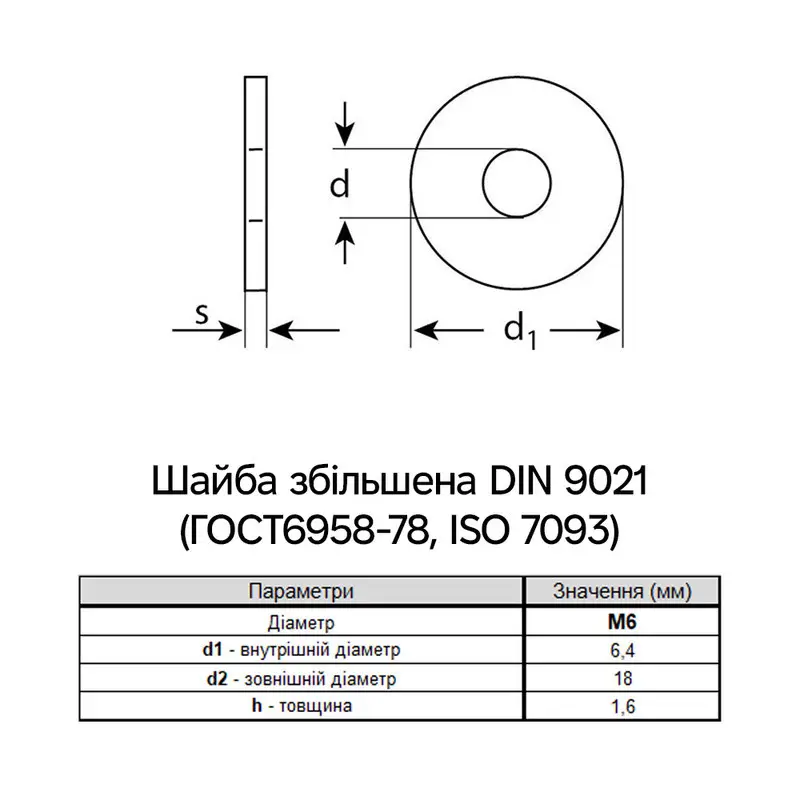 d
s
d1
Шайба збільшена DIN 9021
(ГОСТ6958-78, ISO 7093)
Параметри Значення (мм)
Діаметр M6
d1 - внутрішній діаметр 6,4
d2 - зовнішній діаметр 18
h - товщина 1,6